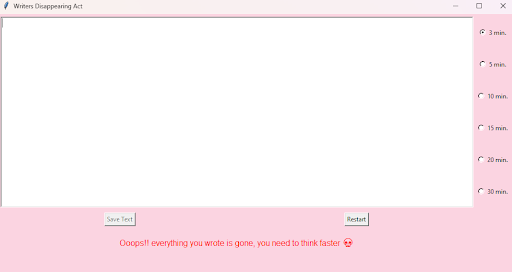 Writers Disappearing Act
3 min.
5 min.
10 min.
15 min.
20 min.
30 min.
Save Text
Restart
Ooops!! everything you wrote is gone, you need to think faster 💀